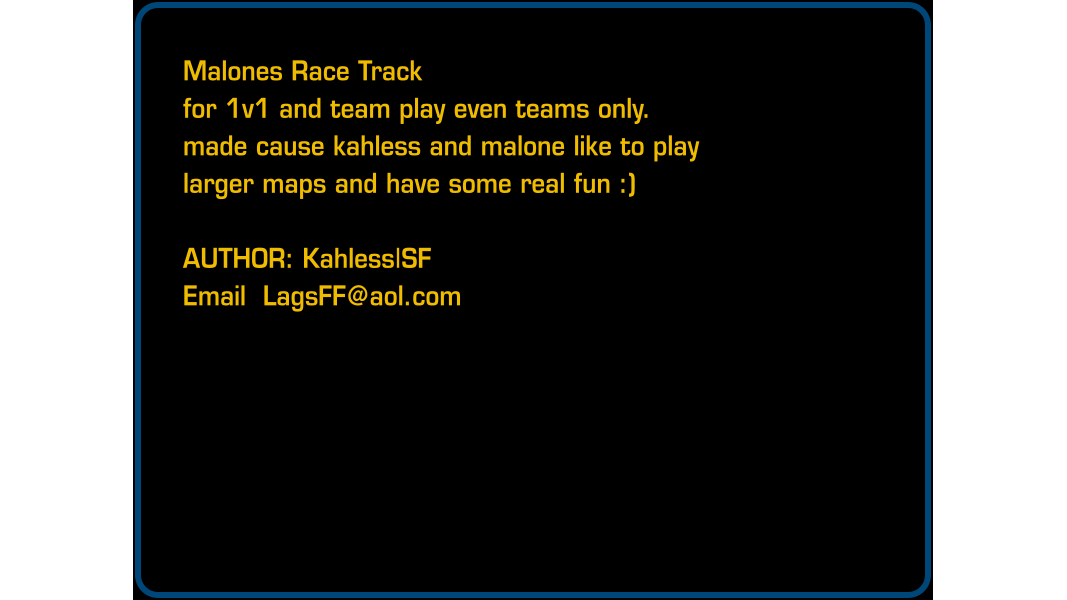 Malones Race Track
for 1v1 and team play even teams only.
made cause kahless and malone like to play
larger maps and have some real fun :)
AUTHOR: Kahless|SF
Email  LagsFF@aol.com